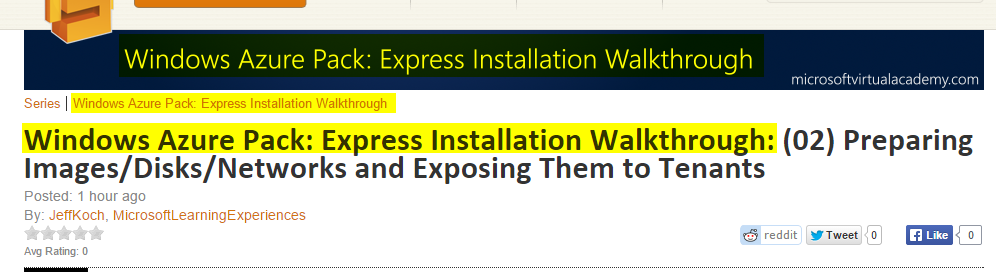 Windows Azure Pack: Express Installation Walkthrough
microsoftvirtualacademy.com
Series | Windows Azure Pack: Express Installation Walkthrough
Windows Azure Pack: Express Installation Walkthrough: (02) Preparing
Images/Disks/Networks and Exposing Them to Tenants
Posted: 1 hour ago
By: JeffKoch, MicrosoftLearningExperiences
Avg Rating: 0
reddit Tweet 0 Like 0